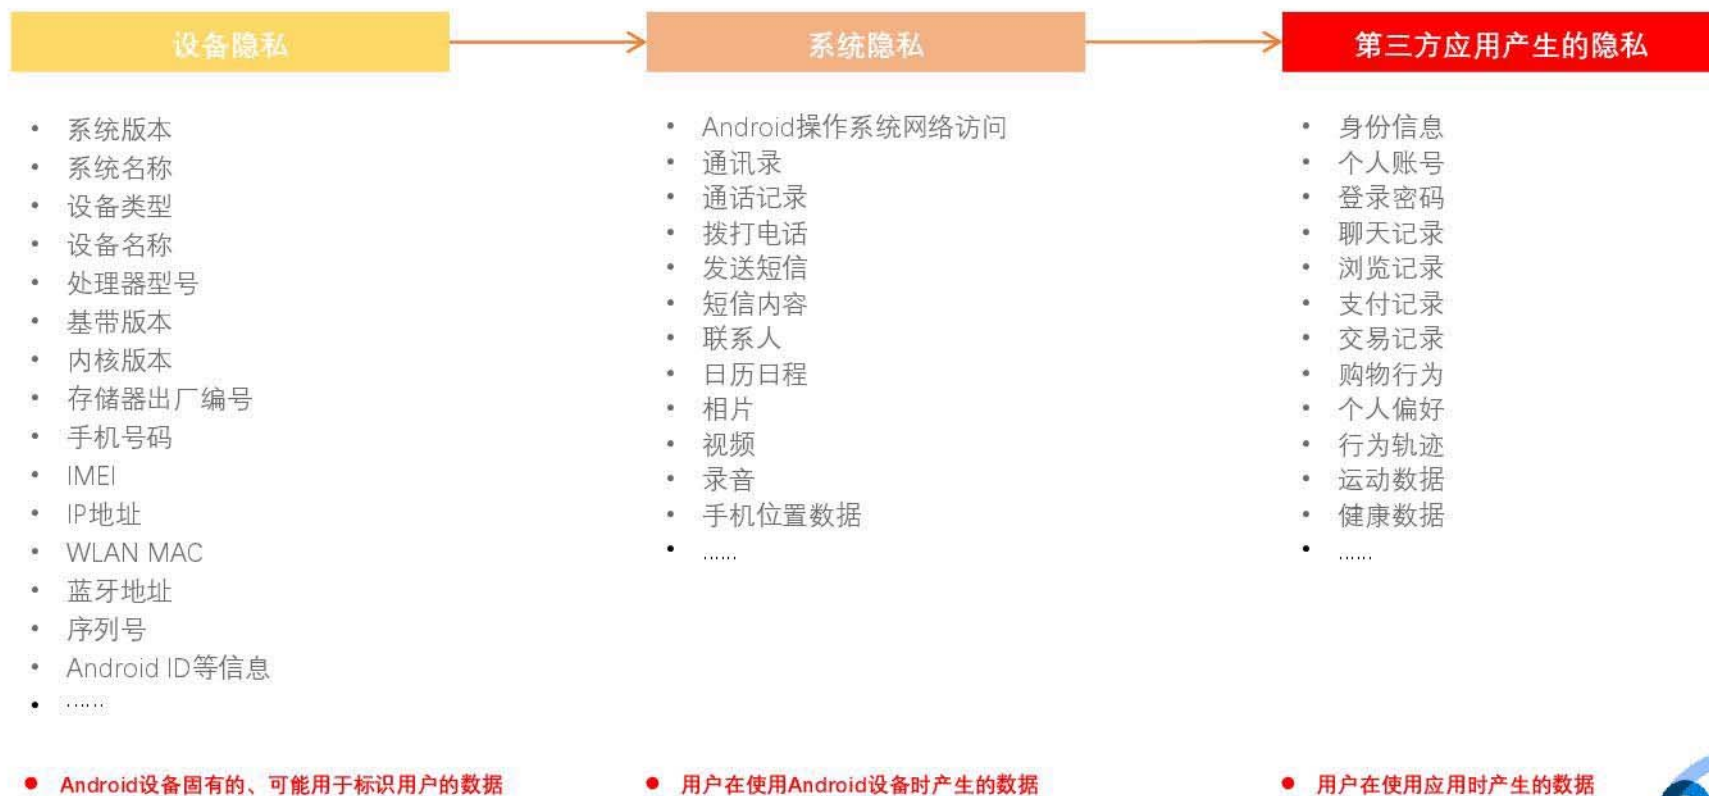 设备隐私
系统版本
系统名称
设备类型
设备名称
处理器型号
基带版本
内核版本
存储器出厂编号
手机号码
IMEI
IP地址
WLAN MAC
蓝牙地址
序列号
Android ID等信息
……
Android设备固有的、可能用于标识用户的数据
系统隐私
Android操作系统网络访问
通讯录
通话记录
拨打电话
发送短信
短信内容
联系人
日历日程
相片
视频
录音
手机位置数据
……
用户在使用Android设备时产生的数据
第三方应用产生的隐私
身份信息
个人账号
登录密码
聊天记录
浏览记录
支付记录
交易记录
购物行为
个人偏好
行为轨迹
运动数据
健康数据
……
用户在使用应用时产生的数据